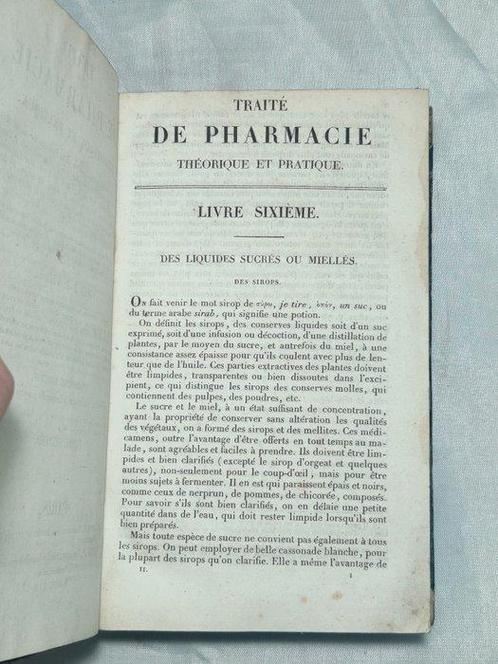 TRAITÉ
DE PHARMACIE
THÉORIQUE ET PRATIQUE.
LIVRE SIXIÈME.
DES LIQUIDES SUCRÉS OU MIELLÉS.
DES SIROPS.
On fait venir le mot sirop de σύρω, je tire, ὀπὸν, un suc, ou
du terme arabe sirab, qui signifie une potion.
On définit les sirops, des conserves liquides soit d'un suc
exprimé, soit d'une infusion ou décoction, d'une distillation de
plantes, par le moyen du sucre, et autrefois du miel, à une
consistance assez épaisse pour qu'ils coulent avec plus de len-
teur que de l'huile. Ces parties extractives des plantes doivent
être limpides, transparentes ou bien dissoutes dans l'exci-
pient, ce qui distingue les sirops des conserves molles, qui
contiennent des pulpes, des poudres, etc.
Le sucre et le miel, à un état suffisant de concentration,
ayant la propriété de conserver sans altération les qualités
des végétaux, on a formé des sirops et des mellites. Ces médi-
camens, outre l'avantage d'être offerts en tout temps au ma-
lade, sont agréables et faciles à prendre. Ils doivent être lim-
pides et bien clarifiés (excepté le sirop d'orgeat et quelques
autres), non-seulement pour le coup-d'œil, mais pour être
moins sujets à fermenter. Il en est qui paraissent épais et noirs,
comme ceux de nerprun, de pommes, de chicorée, composés.
Pour savoir s'ils sont bien clarifiés, on en délaie une petite
quantité dans de l'eau, qui doit rester limpide lorsqu'ils sont
bien préparés.
Mais toute espèce de sucre ne convient pas également à tous
les sirops. On peut employer de belle cassonade blanche, pour
la plupart des sirops qu'on clarifie. Elle a même l'avantage de
II. 1